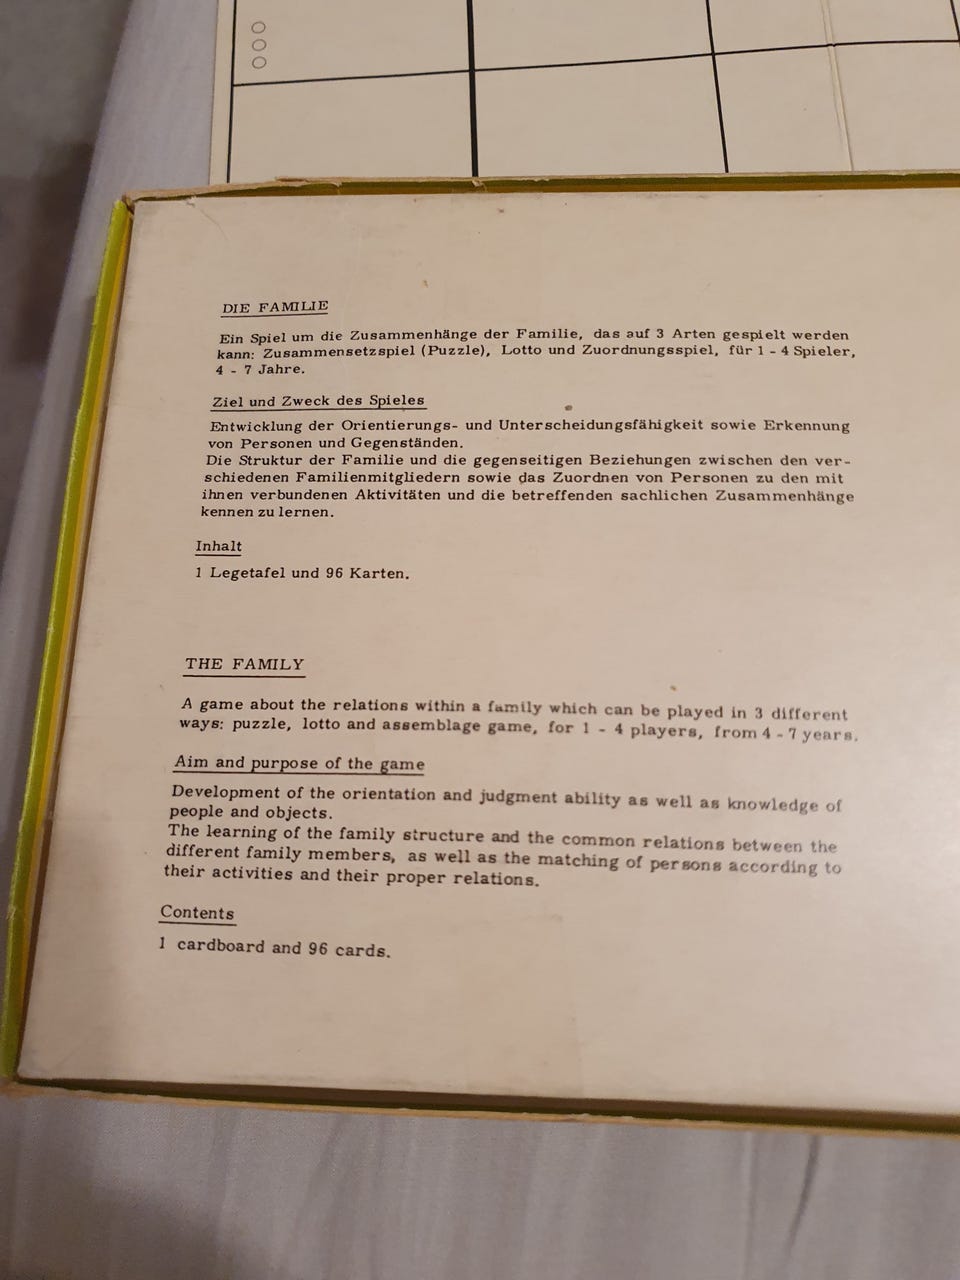 DIE FAMILIE
Ein Spiel um die Zusammenhänge der Familie, das auf 3 Arten gespielt werden
kann: Zusammensetzspiel (Puzzle), Lotto und Zuordnungsspiel, für 1 - 4 Spieler,
4 - 7 Jahre.
Ziel und Zweck des Spieles
Entwicklung der Orientierungs- und Unterscheidungsfähigkeit sowie Erkennung
von Personen und Gegenständen.
Die Struktur der Familie und die gegenseitigen Beziehungen zwischen den ver-
schiedenen Familienmitgliedern sowie das Zuordnen von Personen zu den mit
ihnen verbundenen Aktivitäten und die betreffenden sachlichen Zusammenhänge
kennen zu lernen.
Inhalt
1 Legetafel und 96 Karten.
THE FAMILY
A game about the relations within a family which can be played in 3 different
ways: puzzle, lotto and assemblage game, for 1 - 4 players, from 4 - 7 years.
Aim and purpose of the game
Development of the orientation and judgment ability as well as knowledge of
people and objects.
The learning of the family structure and the common relations between the
different family members, as well as the matching of persons according to
their activities and their proper relations.
Contents
1 cardboard and 96 cards.